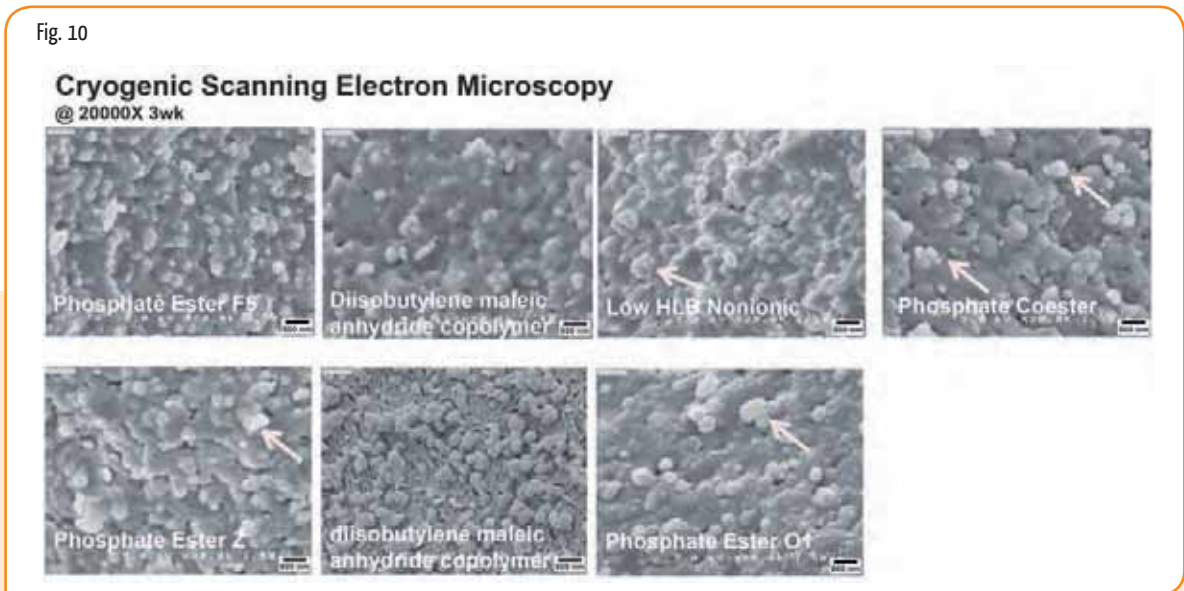 Fig. 10
Cryogenic Scanning Electron Microscopy
@ 20000X 3wk
Phosphate Ester F5
Diisobutylene maleic
anhydride copolymer
Low HLB Nonionic
Phosphate Coester
Phosphate Ester Z
diisobutylene maleic
anhydride copolymer
Phosphate Ester O1